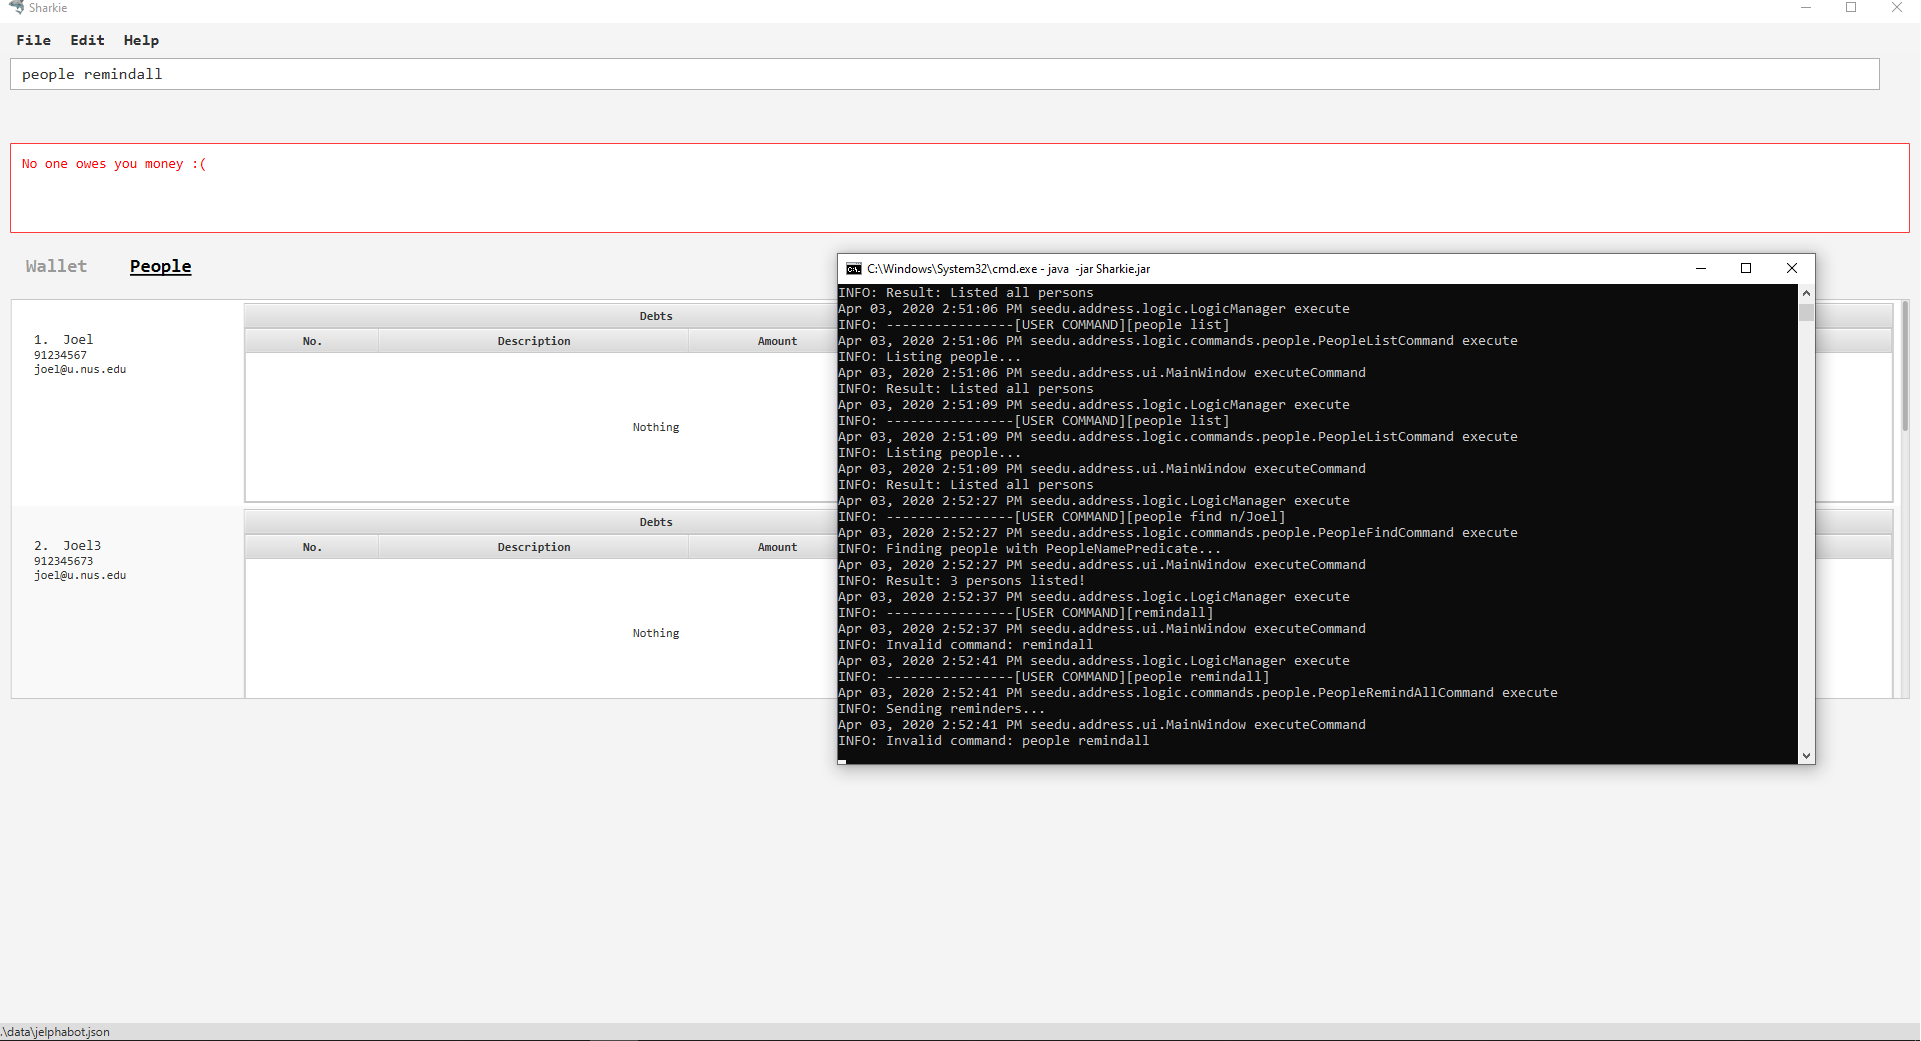 Sharkie
File Edit Help
people remindall
No one owes you money :(
Wallet People
1. Joel
91234567
joel@u.nus.edu
Debts
No. Description Amount
Nothing
2. Joel3
912345673
joel@u.nus.edu
Debts
No. Description Amount
Nothing
C:\Windows\System32\cmd.exe - java -jar Sharkie.jar
INFO: Result: Listed all persons
Apr 03, 2020 2:51:06 PM seedu.address.logic.LogicManager execute
INFO: ----------------[USER COMMAND][people list]
Apr 03, 2020 2:51:06 PM seedu.address.logic.commands.people.PeopleListCommand execute
INFO: Listing people...
Apr 03, 2020 2:51:06 PM seedu.address.ui.MainWindow executeCommand
INFO: Result: Listed all persons
Apr 03, 2020 2:51:09 PM seedu.address.logic.LogicManager execute
INFO: ----------------[USER COMMAND][people list]
Apr 03, 2020 2:51:09 PM seedu.address.logic.commands.people.PeopleListCommand execute
INFO: Listing people...
Apr 03, 2020 2:51:09 PM seedu.address.ui.MainWindow executeCommand
INFO: Result: Listed all persons
Apr 03, 2020 2:52:27 PM seedu.address.logic.LogicManager execute
INFO: ----------------[USER COMMAND][people find n/Joel]
Apr 03, 2020 2:52:27 PM seedu.address.logic.commands.people.PeopleFindCommand execute
INFO: Finding people with PeopleNamePredicate...
Apr 03, 2020 2:52:27 PM seedu.address.ui.MainWindow executeCommand
INFO: Result: 3 persons listed!
Apr 03, 2020 2:52:37 PM seedu.address.logic.LogicManager execute
INFO: ----------------[USER COMMAND][remindall]
Apr 03, 2020 2:52:37 PM seedu.address.ui.MainWindow executeCommand
INFO: Invalid command: remindall
Apr 03, 2020 2:52:41 PM seedu.address.logic.LogicManager execute
INFO: ----------------[USER COMMAND][people remindall]
Apr 03, 2020 2:52:41 PM seedu.address.logic.commands.people.PeopleRemindAllCommand execute
INFO: Sending reminders...
Apr 03, 2020 2:52:41 PM seedu.address.ui.MainWindow executeCommand
INFO: Invalid command: people remindall
.\data\jelphabot.json